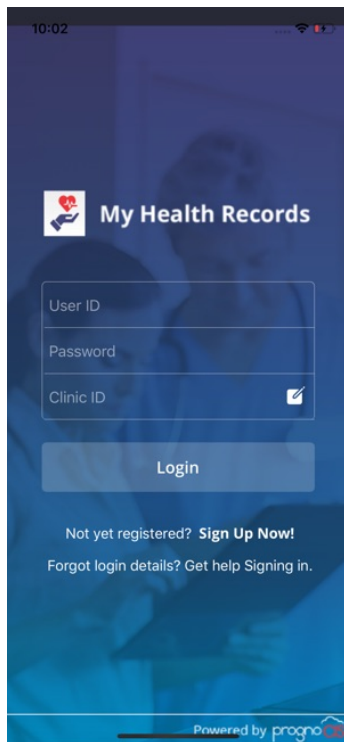 10:02
My Health Records
User ID
Password
Clinic ID
Login
Not yet registered? Sign Up Now!
Forgot login details? Get help Signing in.
Powered by progno